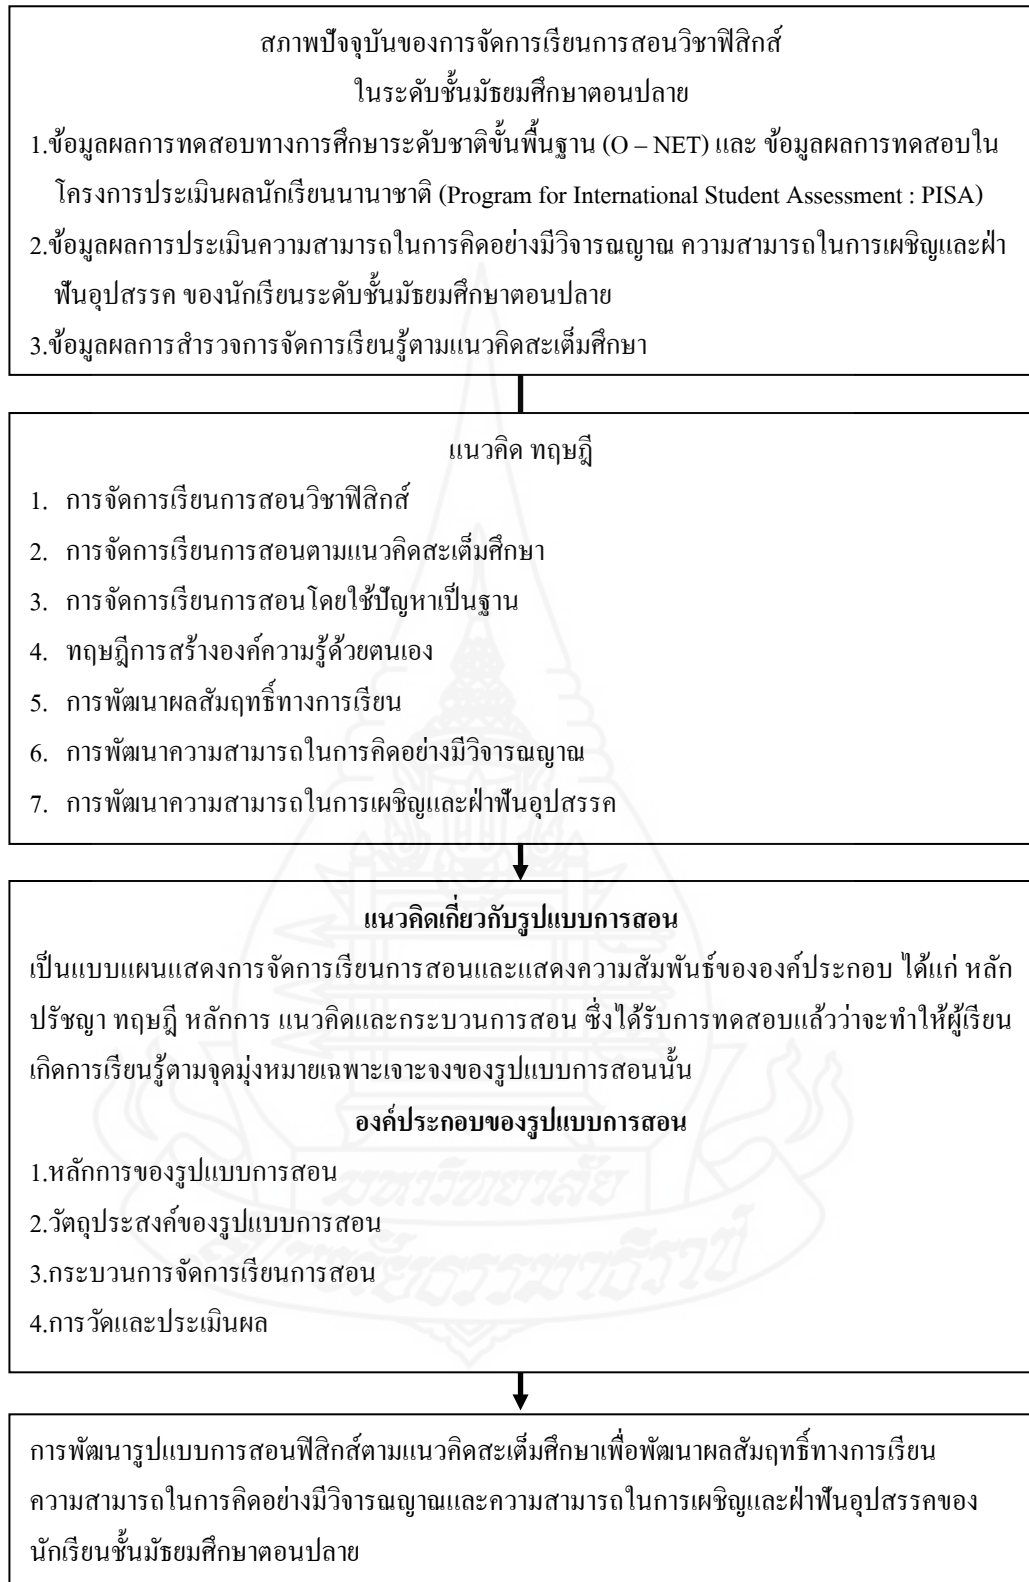 สภาพปัจจุบันของการจัดการเรียนการสอนวิชาฟิสิกส์
ในระดับชั้นมัธยมศึกษาตอนปลาย
1.ข้อมูลผลการทดสอบทางการศึกษาระดับชาติขั้นพื้นฐาน (O – NET) และ ข้อมูลผลการทดสอบใน
โครงการประเมินผลนักเรียนนานาชาติ (Program for International Student Assessment : PISA)
2.ข้อมูลผลการประเมินความสามารถในการคิดอย่างมีวิจารณญาณ ความสามารถในการเผชิญและฝ่า
ฟันอุปสรรค ของนักเรียนระดับชั้นมัธยมศึกษาตอนปลาย
3.ข้อมูลผลการสำรวจการจัดการเรียนรู้ตามแนวคิดสะเต็มศึกษา
แนวคิด ทฤษฎี
1. การจัดการเรียนการสอนวิชาฟิสิกส์
2. การจัดการเรียนการสอนตามแนวคิดสะเต็มศึกษา
3. การจัดการเรียนการสอนโดยใช้ปัญหาเป็นฐาน
4. ทฤษฎีการสร้างองค์ความรู้ด้วยตนเอง
5. การพัฒนาผลสัมฤทธิ์ทางการเรียน
6. การพัฒนาความสามารถในการคิดอย่างมีวิจารณญาณ
7. การพัฒนาความสามารถในการเผชิญและฝ่าฟันอุปสรรค
แนวคิดเกี่ยวกับรูปแบบการสอน
เป็นแบบแผนแสดงการจัดการเรียนการสอนและแสดงความสัมพันธ์ขององค์ประกอบ ได้แก่ หลัก
ปรัชญา ทฤษฎี หลักการ แนวคิดและกระบวนการสอน ซึ่งได้รับการทดสอบแล้วว่าจะทำให้ผู้เรียน
เกิดการเรียนรู้ตามจุดมุ่งหมายเฉพาะเจาะจงของรูปแบบการสอนนั้น
องค์ประกอบของรูปแบบการสอน
1.หลักการของรูปแบบการสอน
2.วัตถุประสงค์ของรูปแบบการสอน
3.กระบวนการจัดการเรียนการสอน
4.การวัดและประเมินผล
มหาวิทยาลัย
สุโขทัยธรรมาธิราช
การพัฒนารูปแบบการสอนฟิสิกส์ตามแนวคิดสะเต็มศึกษาเพื่อพัฒนาผลสัมฤทธิ์ทางการเรียน
ความสามารถในการคิดอย่างมีวิจารณญาณและความสามารถในการเผชิญและฝ่าฟันอุปสรรคของ
นักเรียนชั้นมัธยมศึกษาตอนปลาย